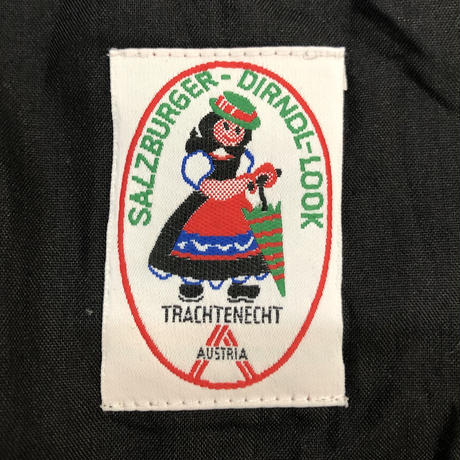 SALZBURGER-DIRNDL-LOOK
TRACHTENECHT
AUSTRIA